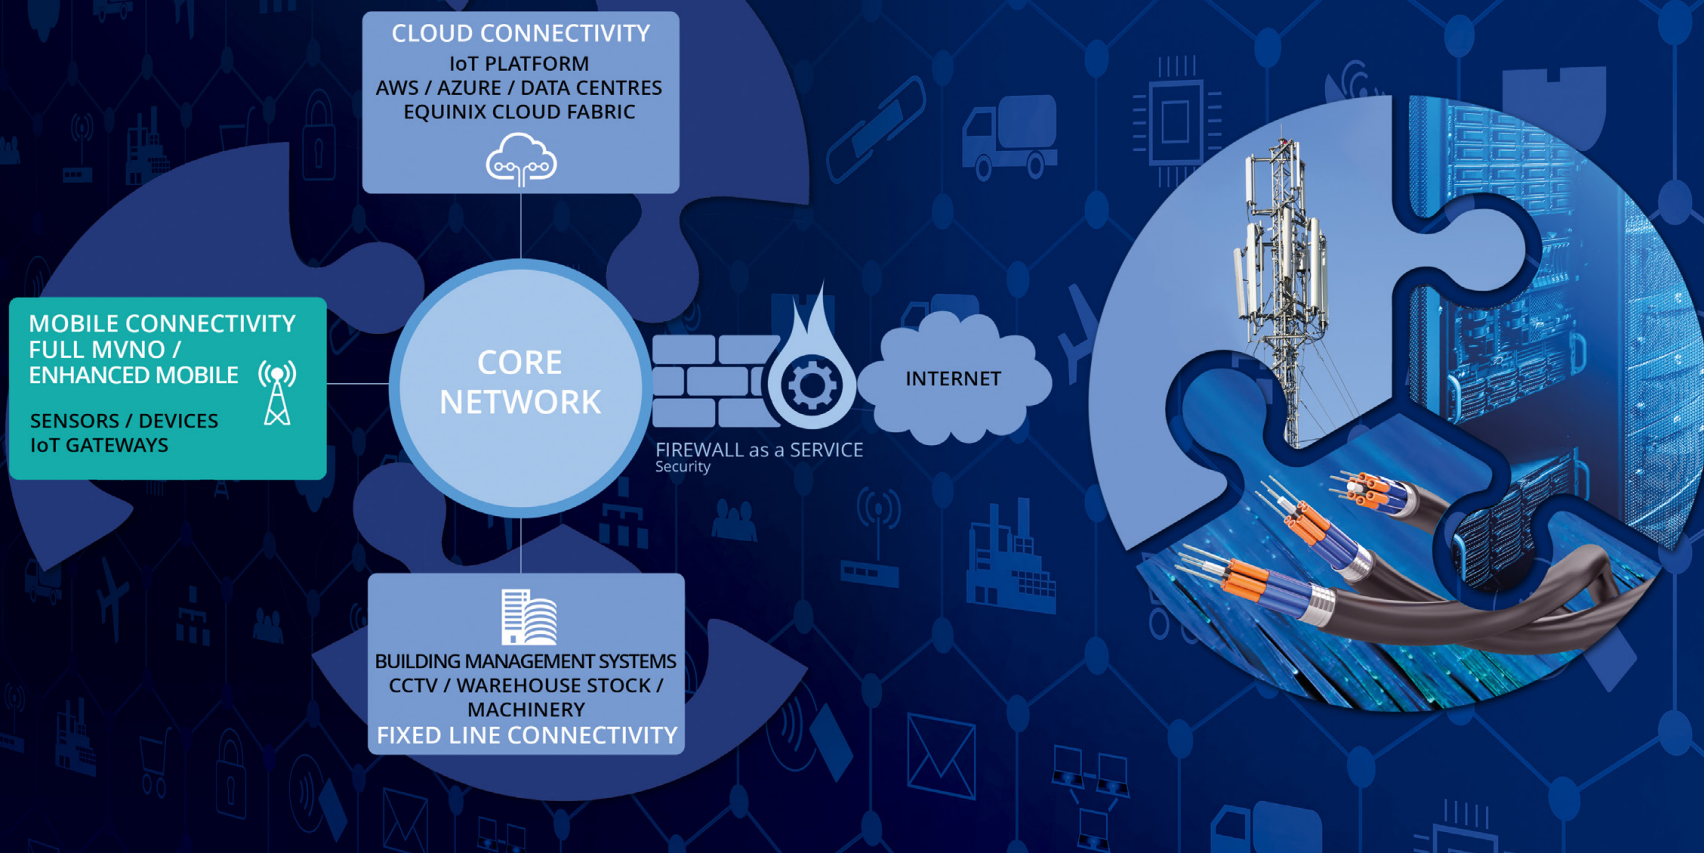 CLOUD CONNECTIVITY
IoT PLATFORM
AWS / AZURE / DATA CENTRES
EQUINIX CLOUD FABRIC
MOBILE CONNECTIVITY
FULL MVNO /
ENHANCED MOBILE
SENSORS / DEVICES
IoT GATEWAYS
CORE
NETWORK
FIREWALL as a SERVICE
Security
INTERNET
BUILDING MANAGEMENT SYSTEMS
CCTV / WAREHOUSE STOCK /
MACHINERY
FIXED LINE CONNECTIVITY